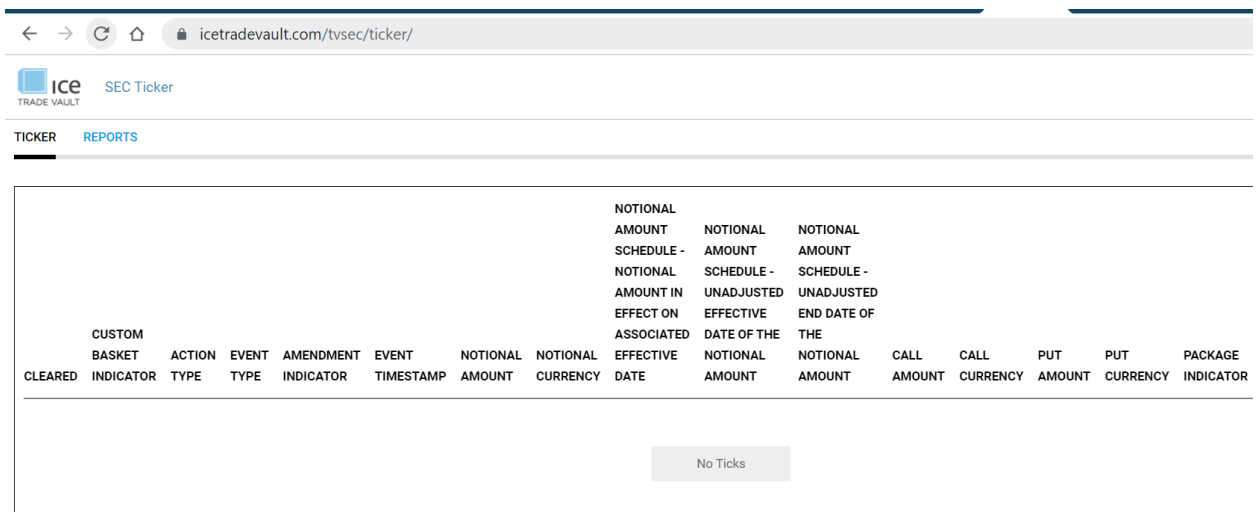 icetradevault.com/tvsec/ticker/
ice
TRADE VAULT
SEC Ticker
TICKER REPORTS
CLEARED
CUSTOM
BASKET
INDICATOR
ACTION
TYPE
EVENT
TYPE
AMENDMENT
INDICATOR
EVENT
TIMESTAMP
NOTIONAL
AMOUNT
NOTIONAL
CURRENCY
NOTIONAL
AMOUNT
SCHEDULE -
NOTIONAL
AMOUNT IN
EFFECT ON
ASSOCIATED
EFFECTIVE
DATE
NOTIONAL
AMOUNT
SCHEDULE -
UNADJUSTED
EFFECTIVE
DATE OF THE
NOTIONAL
AMOUNT
NOTIONAL
AMOUNT
SCHEDULE -
UNADJUSTED
END DATE OF
THE
NOTIONAL
AMOUNT
CALL
AMOUNT
CALL
CURRENCY
PUT
AMOUNT
PUT
CURRENCY
PACKAGE
INDICATOR
No Ticks